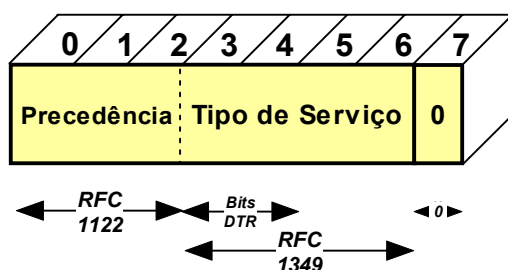 0 1 2 3 4 5 6 7
Precedência Tipo de Serviço 0
RFC
1122
Bits
DTR
0
RFC
1349